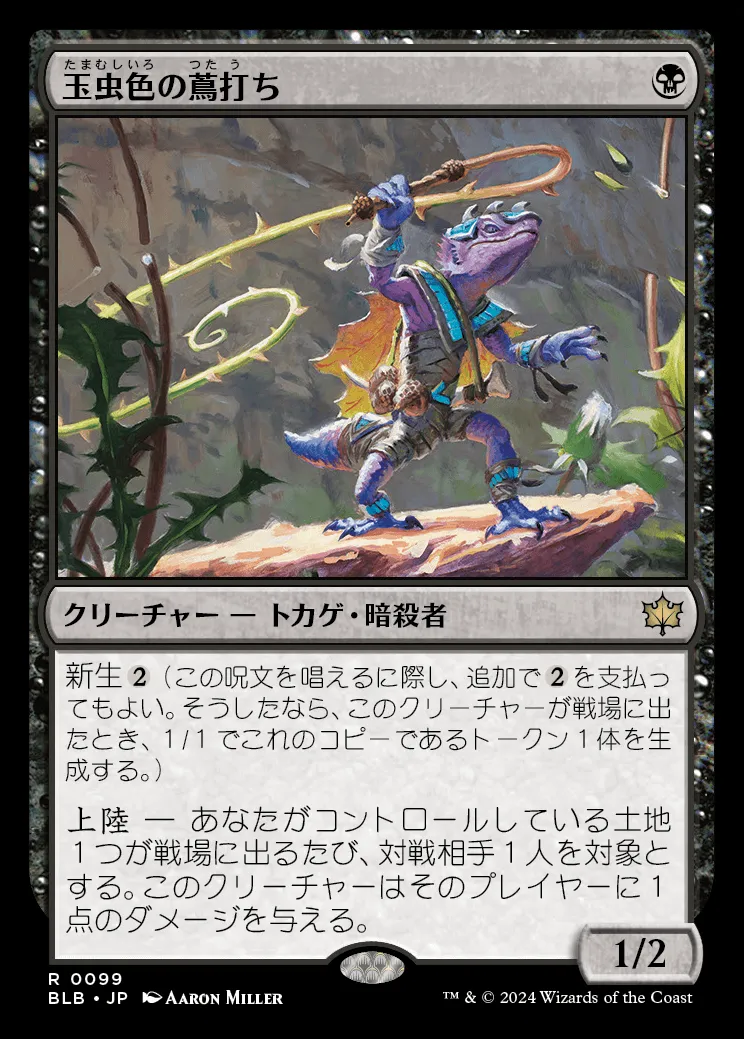 たまむしいろ つたう
玉虫色の蔦打ち
クリーチャー — トカゲ・暗殺者
新生2（この呪文を唱えるに際し、追加で2を支払っ
てもよい。そうしたなら、このクリーチャーが戦場に出
たとき、1/1でこれのコピーであるトークン1体を生
成する。）
上陸 — あなたがコントロールしている土地
1つが戦場に出るたび、対戦相手1人を対象と
する。このクリーチャーはそのプレイヤーに1
点のダメージを与える。
1/2
R 0099
BLB • JP AARON MILLER
™ & © 2024 Wizards of the Coast